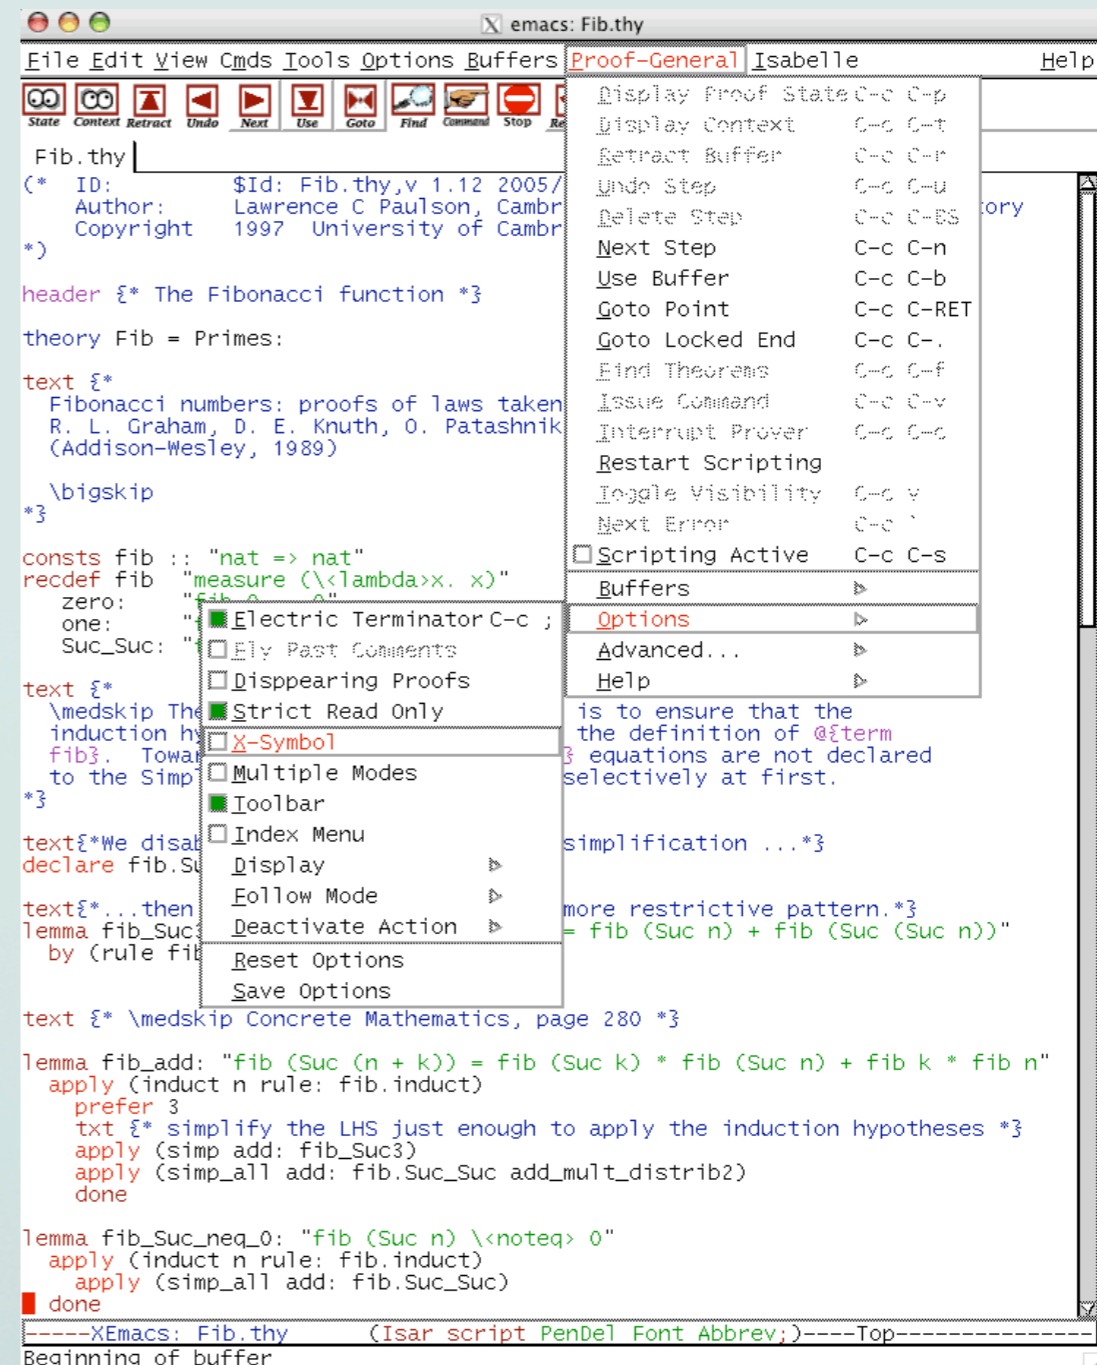 emacs: Fib.thy
File Edit View Cmds Tools Options Buffers Proof-General Isabelle Help
State Context Retract Undo Next Use Goto Find Command Stop
Display Proof State C-c C-p
Display Context C-c C-t
Retract Buffer C-c C-r
Undo Step C-c C-u
Delete Step C-c C-BS
Next Step C-c C-n
Use Buffer C-c C-b
Goto Point C-c C-RET
Goto Locked End C-c C-.
Find Theorems C-c C-f
Issue Command C-c C-v
Interrupt Prover C-c C-c
Restart Scripting
Toggle Visibility C-c v
Next Error C-c `
Scripting Active C-c C-s
Buffers
Options
Advanced...
Help
Fib.thy
(* ID: $Id: Fib.thy,v 1.12 2005/
Author: Lawrence C Paulson, Cambr tory
Copyright 1997 University of Cambr
*)
header {* The Fibonacci function *}
theory Fib = Primes:
text {*
Fibonacci numbers: proofs of laws taken
R. L. Graham, D. E. Knuth, O. Patashnik
(Addison-Wesley, 1989)
\bigskip
*}
consts fib :: "nat => nat"
recdef fib "measure (\<lambda>x. x)"
zero: "fib 0 = 0"
one: "
Suc_Suc: "
Electric Terminator C-c ;
Fly Past Comments
Disppearing Proofs
Strict Read Only
X-Symbol
Multiple Modes
Toolbar
Index Menu
Display
Follow Mode
Deactivate Action
Reset Options
Save Options
text {*
\medskip The is to ensure that the
induction hy the definition of @{term
fib}. Towar } equations are not declared
to the Simp selectively at first.
*}
text{*We disab simplification ...*}
declare fib.Su
text{*...then more restrictive pattern.*}
lemma fib_Suc3 = fib (Suc n) + fib (Suc (Suc n))"
by (rule fib
text {* \medskip Concrete Mathematics, page 280 *}
lemma fib_add: "fib (Suc (n + k)) = fib (Suc k) * fib (Suc n) + fib k * fib n"
apply (induct n rule: fib.induct)
prefer 3
txt {* simplify the LHS just enough to apply the induction hypotheses *}
apply (simp add: fib_Suc3)
apply (simp_all add: fib.Suc_Suc add_mult_distrib2)
done
lemma fib_Suc_neq_0: "fib (Suc n) \<noteq> 0"
apply (induct n rule: fib.induct)
apply (simp_all add: fib.Suc_Suc)
done
-----XEmacs: Fib.thy (Isar script PenDel Font Abbrev;)----Top---------------
Beginning of buffer